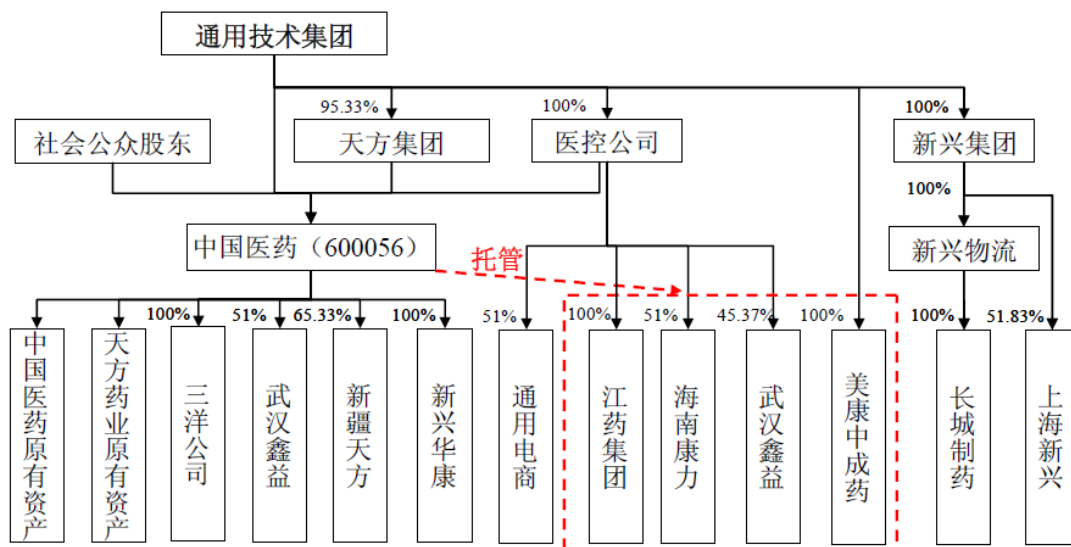 通用技术集团
95.33%
100%
100%
社会公众股东
天方集团
医控公司
新兴集团
100%
中国医药（600056）
托管
新兴物流
100%
51%
65.33%
100%
51%
100%
51%
45.37%
100%
100%
51.83%
中国医药原有资产
天方药业原有资产
三洋公司
武汉鑫益
新疆天方
新兴华康
通用电商
江药集团
海南康力
武汉鑫益
美康中成药
长城制药
上海新兴